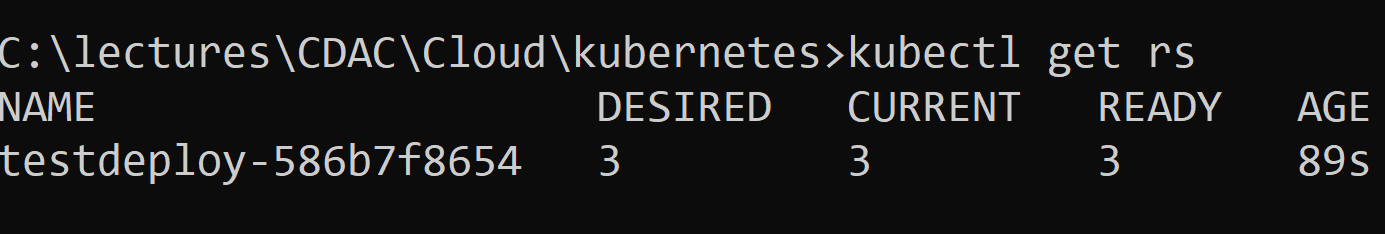 C:\lectures\CDAC\Cloud\kubernetes>kubectl get rs
NAME DESIRED CURRENT READY AGE
testdeploy-586b7f8654 3 3 3 89s